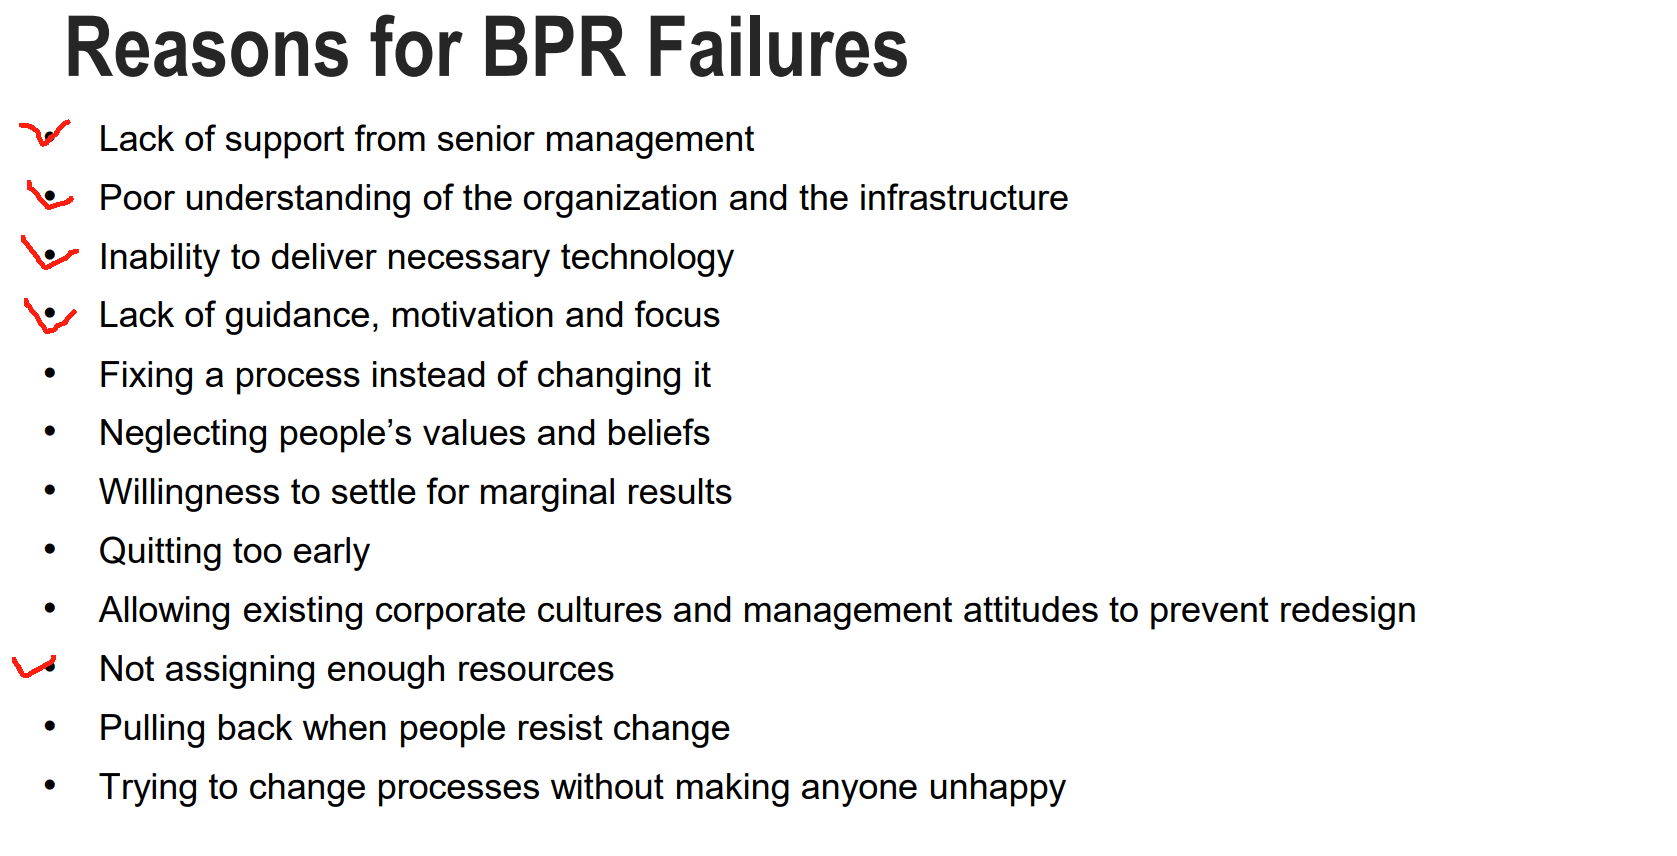 Reasons for BPR Failures
• Lack of support from senior management
• Poor understanding of the organization and the infrastructure
• Inability to deliver necessary technology
• Lack of guidance, motivation and focus
• Fixing a process instead of changing it
• Neglecting people’s values and beliefs
• Willingness to settle for marginal results
• Quitting too early
• Allowing existing corporate cultures and management attitudes to prevent redesign
• Not assigning enough resources
• Pulling back when people resist change
• Trying to change processes without making anyone unhappy